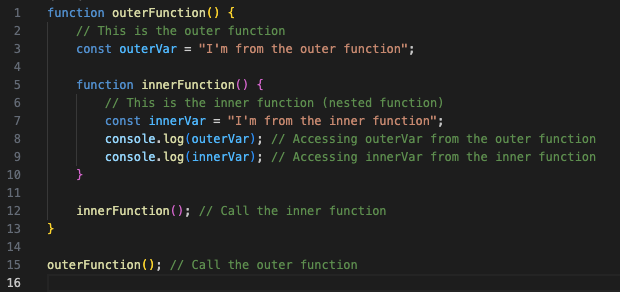 1 function outerFunction() {
2     // This is the outer function
3     const outerVar = "I'm from the outer function";
4
5     function innerFunction() {
6         // This is the inner function (nested function)
7         const innerVar = "I'm from the inner function";
8         console.log(outerVar); // Accessing outerVar from the outer function
9         console.log(innerVar); // Accessing innerVar from the inner function
10     }
11
12     innerFunction(); // Call the inner function
13 }
14
15 outerFunction(); // Call the outer function
16